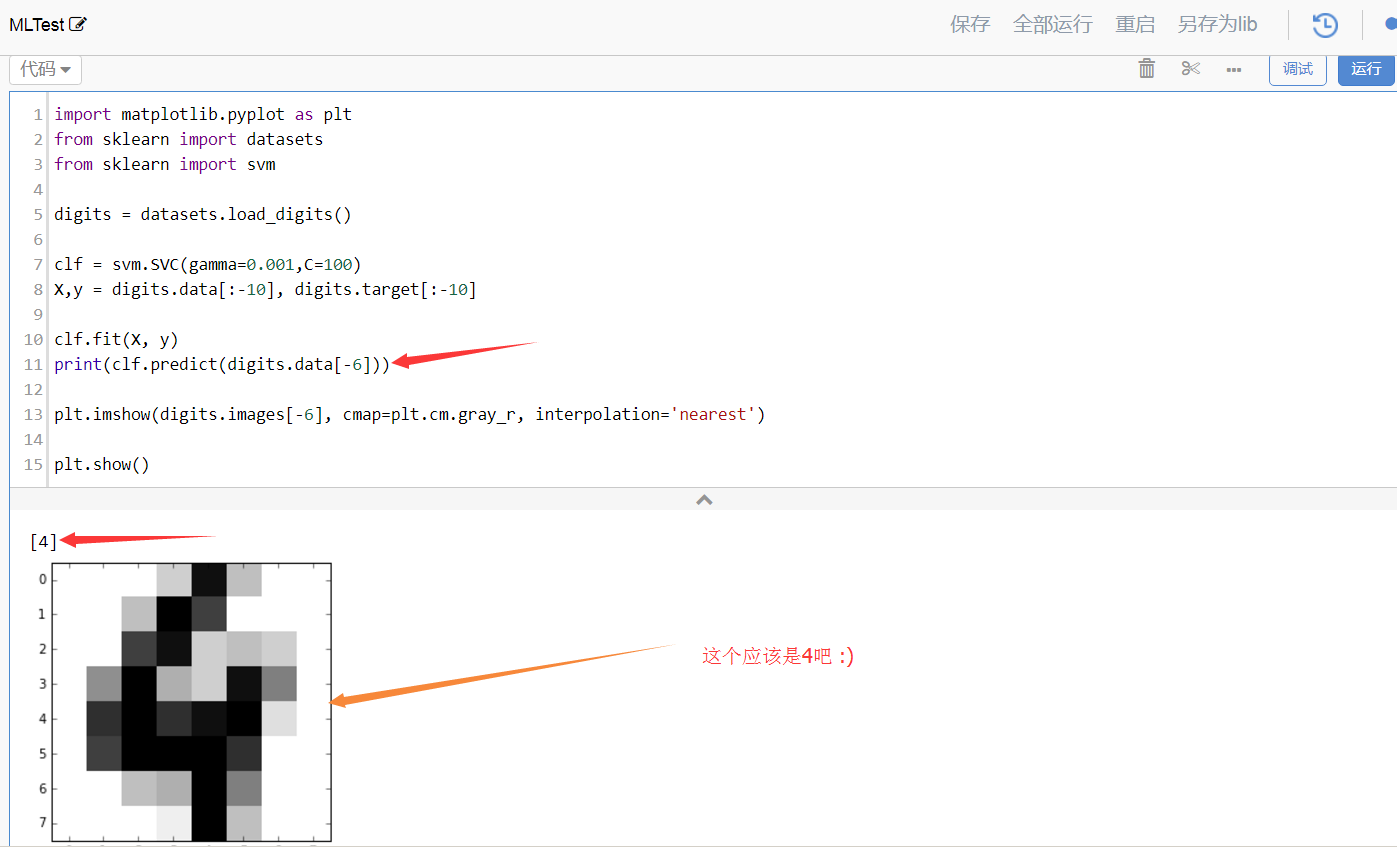 MLTest
保存 全部运行 重启 另存为lib
代码
调试 运行
1 import matplotlib.pyplot as plt
2 from sklearn import datasets
3 from sklearn import svm
4
5 digits = datasets.load_digits()
6
7 clf = svm.SVC(gamma=0.001,C=100)
8 X,y = digits.data[:-10], digits.target[:-10]
9
10 clf.fit(X, y)
11 print(clf.predict(digits.data[-6]))
12
13 plt.imshow(digits.images[-6], cmap=plt.cm.gray_r, interpolation='nearest')
14
15 plt.show()
[4]
0
1
2
这个应该是4吧 :)
3
4
5
6
7